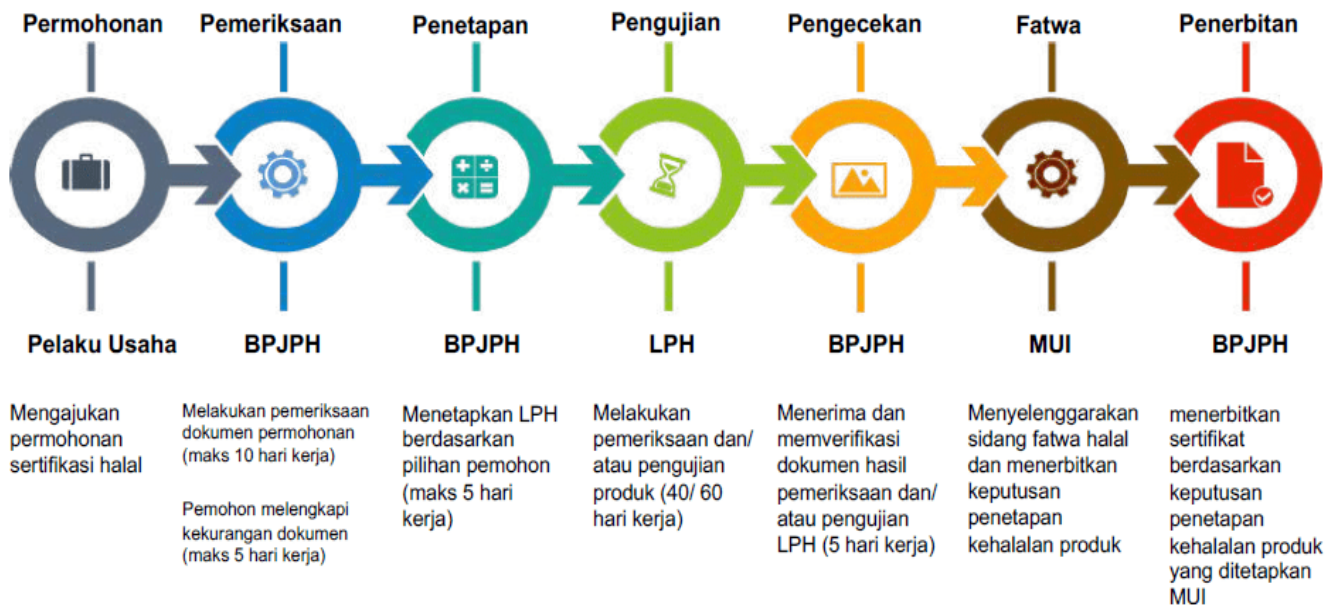 Permohonan
Pemeriksaan
Penetapan
Pengujian
Pengecekan
Fatwa
Penerbitan
Pelaku Usaha
BPJPH
BPJPH
LPH
BPJPH
MUI
BPJPH
Mengajukan
permohonan
sertifikasi halal
Melakukan pemeriksaan
dokumen permohonan
(maks 10 hari kerja)
Pemohon melengkapi
kekurangan dokumen
(maks 5 hari kerja)
Menetapkan LPH
berdasarkan
pilihan pemohon
(maks 5 hari
kerja)
Melakukan
pemeriksaan dan/
atau pengujian
produk (40/ 60
hari kerja)
Menerima dan
memverifikasi
dokumen hasil
pemeriksaan dan/
atau pengujian
LPH (5 hari kerja)
Menyelenggarakan
sidang fatwa halal
dan menerbitkan
keputusan
penetapan
kehalalan produk
menerbitkan
sertifikat
berdasarkan
keputusan
penetapan
kehalalan produk
yang ditetapkan
MUI